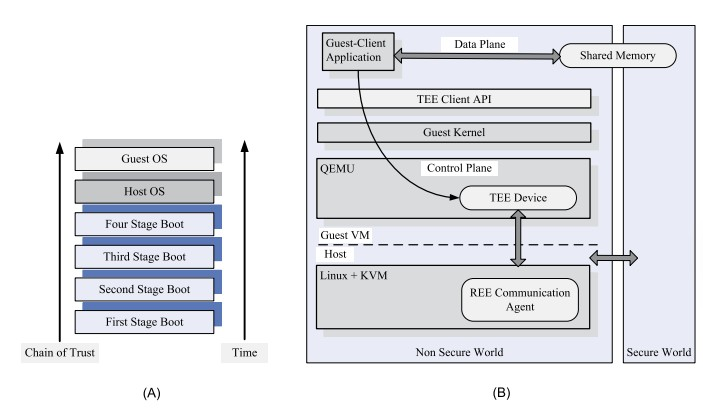 Guest OS
Host OS
Four Stage Boot
Third Stage Boot
Second Stage Boot
First Stage Boot
Chain of Trust
Time
(A)
Guest-Client
Application
Data Plane
Shared Memory
TEE Client API
Guest Kernel
QEMU
Control Plane
TEE Device
Guest VM
Host
Linux + KVM
REE Communication
Agent
Non Secure World
Secure World
(B)